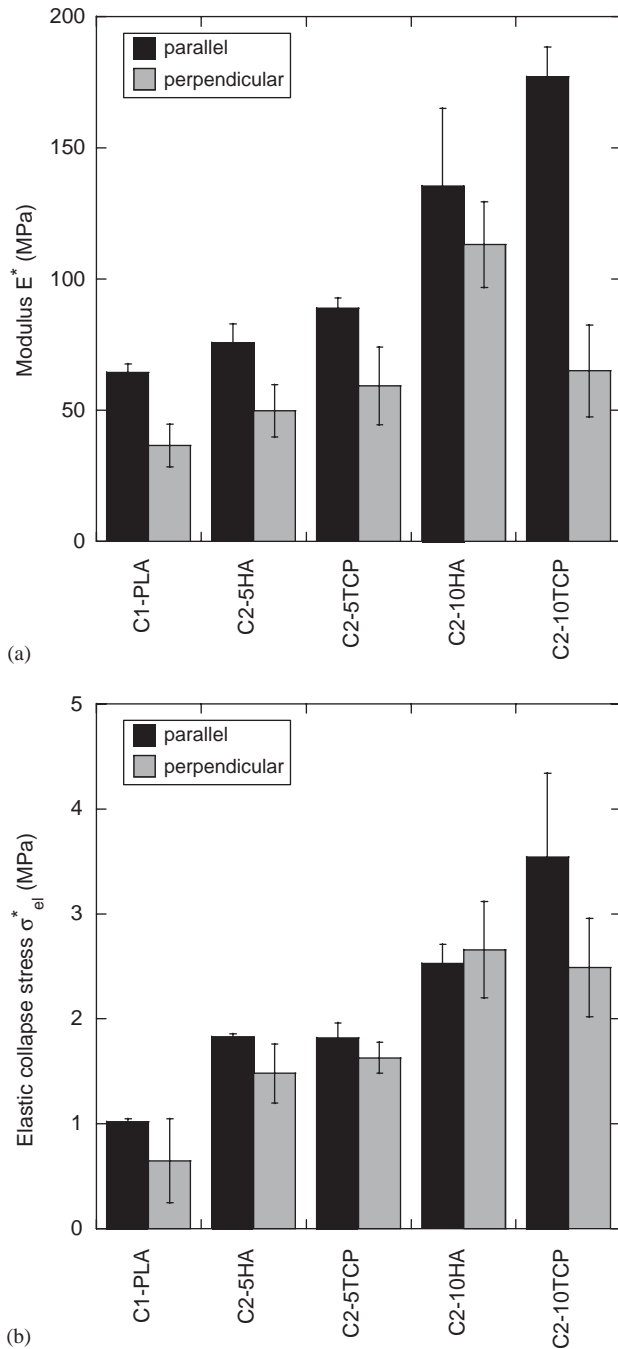 200
150
100
50
0
Modulus E* (MPa)
parallel
perpendicular
C1-PLA
C2-5HA
C2-5TCP
C2-10HA
C2-10TCP
(a)
5
4
3
2
1
0
Elastic collapse stress σ*el (MPa)
parallel
perpendicular
C1-PLA
C2-5HA
C2-5TCP
C2-10HA
C2-10TCP
(b)